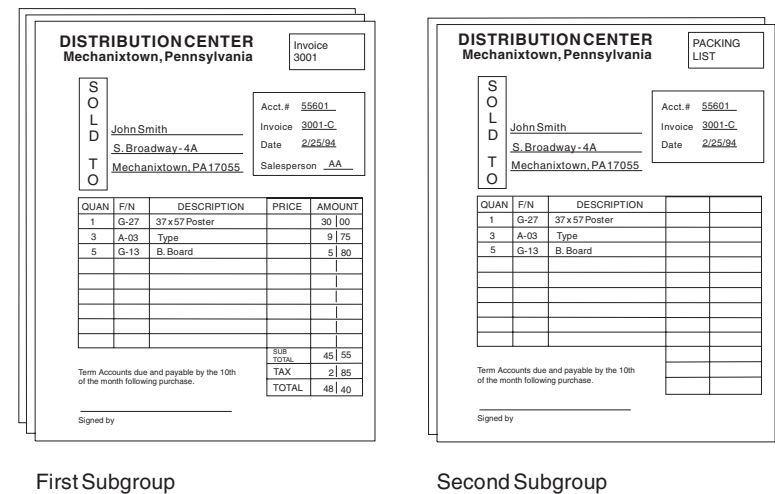 DISTRIBUTION CENTER
Mechanixtown, Pennsylvania
Invoice
3001
SOLD TO
John Smith
S. Broadway - 4A
Mechanixtown, PA 17055
Acct.# 55601
Invoice 3001-C
Date 2/25/94
Salesperson AA
QUAN F/N DESCRIPTION PRICE AMOUNT
1 G-27 37 x 57 Poster 30 00
3 A-03 Type 9 75
5 G-13 B. Board 5 80
SUB TOTAL 45 55
TAX 2 85
TOTAL 48 40
Term Accounts due and payable by the 10th
of the month following purchase.
Signed by
First Subgroup
DISTRIBUTION CENTER
Mechanixtown, Pennsylvania
PACKING
LIST
SOLD TO
John Smith
S. Broadway - 4A
Mechanixtown, PA 17055
Acct.# 55601
Invoice 3001-C
Date 2/25/94
QUAN F/N DESCRIPTION
1 G-27 37 x 57 Poster
3 A-03 Type
5 G-13 B. Board
Term Accounts due and payable by the 10th
of the month following purchase.
Signed by
Second Subgroup